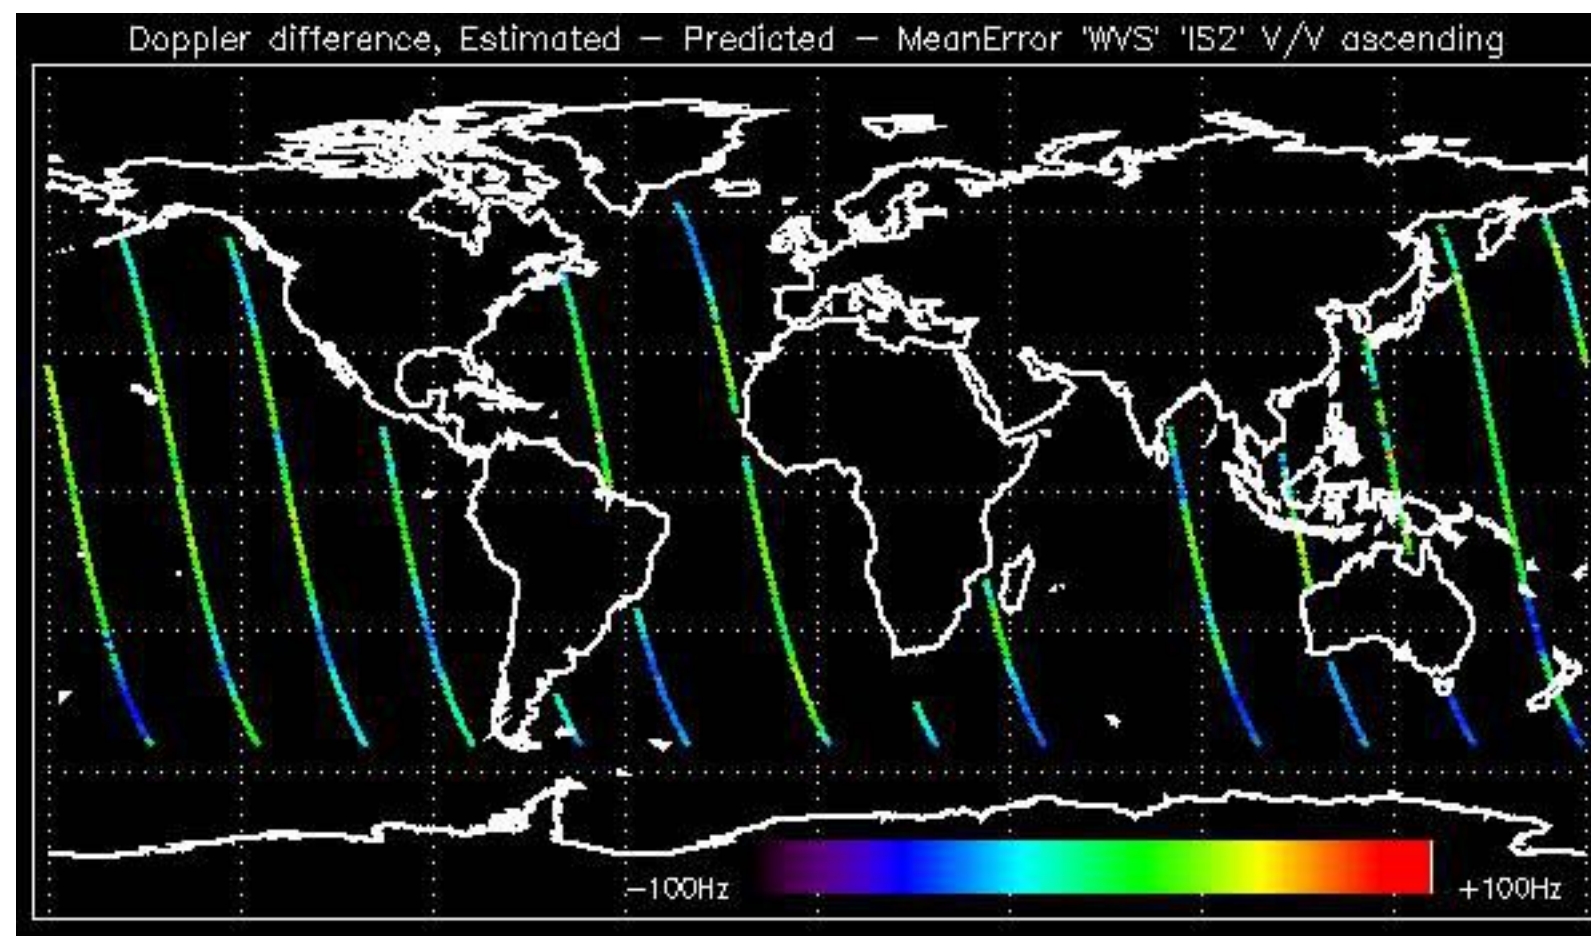 Doppler difference, Estimated − Predicted − MeanError 'WVS' 'IS2' V/V ascending
−100Hz +100Hz